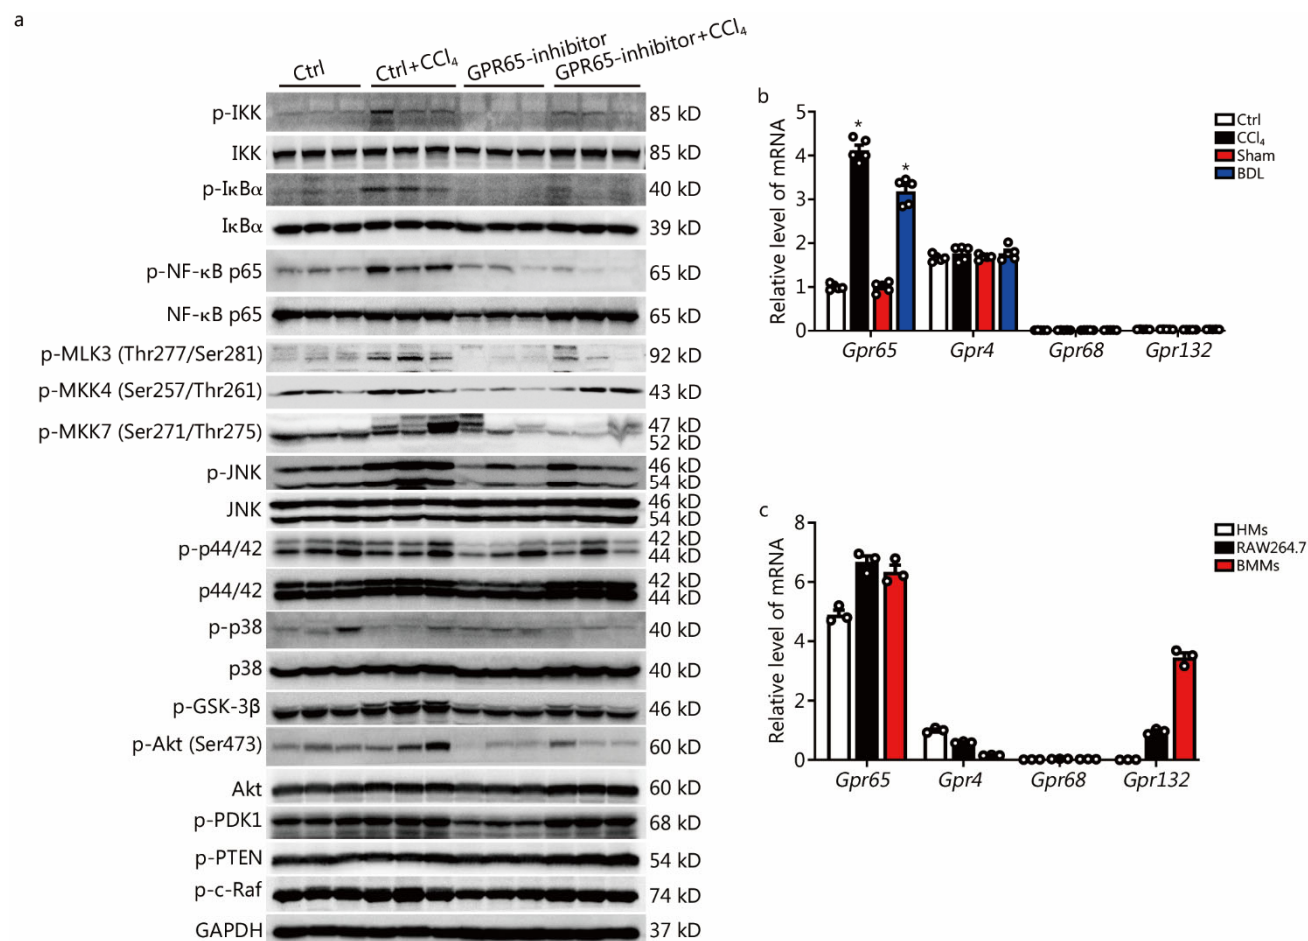 a
Ctrl
Ctrl+CCl₄
GPR65-inhibitor
GPR65-inhibitor+CCl₄
p-IKK 85 kD
IKK 85 kD
p-IκBα 40 kD
IκBα 39 kD
p-NF-κB p65 65 kD
NF-κB p65 65 kD
p-MLK3 (Thr277/Ser281) 92 kD
p-MKK4 (Ser257/Thr261) 43 kD
p-MKK7 (Ser271/Thr275) 47 kD
52 kD
p-JNK 46 kD
54 kD
JNK 46 kD
54 kD
p-p44/42 42 kD
44 kD
p44/42 42 kD
44 kD
p-p38 40 kD
p38 40 kD
p-GSK-3β 46 kD
p-Akt (Ser473) 60 kD
Akt 60 kD
p-PDK1 68 kD
p-PTEN 54 kD
p-c-Raf 74 kD
GAPDH 37 kD
b
Relative level of mRNA
5
4
3
2
1
0
* *
Gpr65 Gpr4 Gpr68 Gpr132
Ctrl
CCl₄
Sham
BDL
c
Relative level of mRNA
8
6
4
2
0
Gpr65 Gpr4 Gpr68 Gpr132
HMs
RAW264.7
BMMs